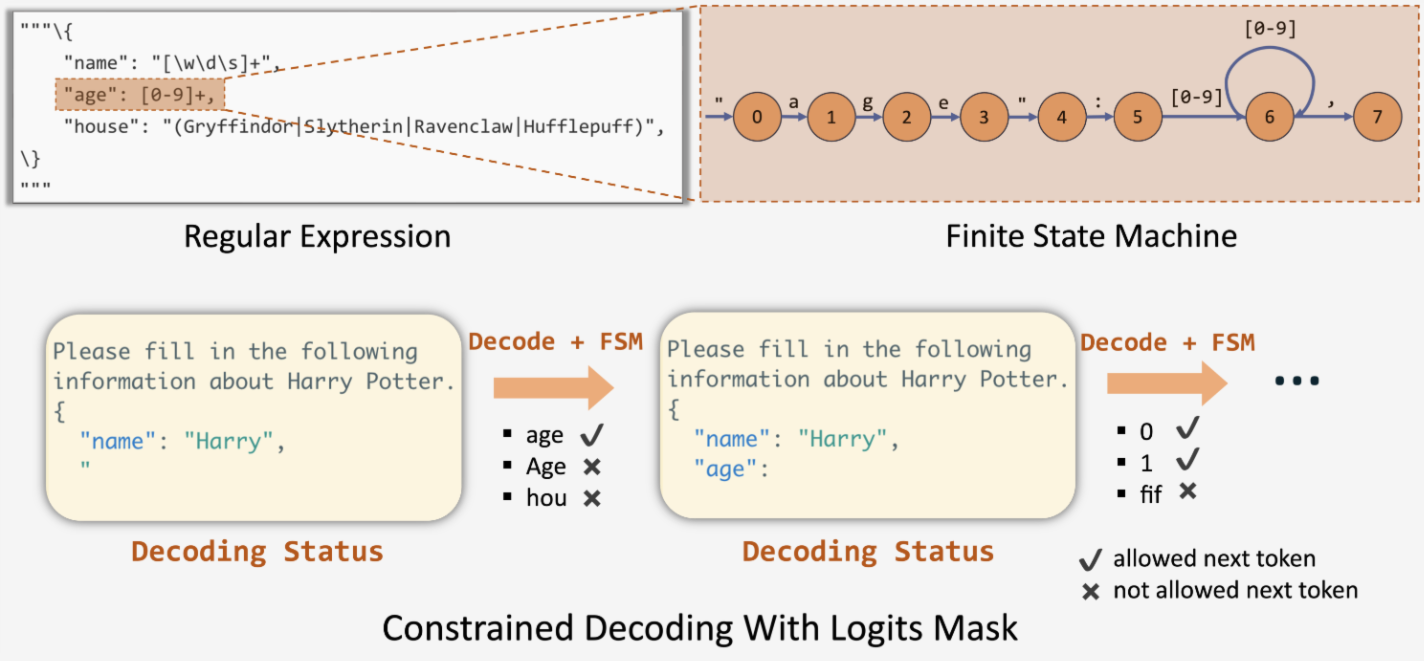 """\{
"name": "[\w\d\s]+",
"age": [0-9]+,
"house": "(Gryffindor|Slytherin|Ravenclaw|Hufflepuff)",
\}
"""
Regular Expression
[0-9]
" 0 a 1 g 2 e 3 " 4 : 5 [0-9] 6 , 7
Finite State Machine
Please fill in the following
information about Harry Potter.
{
"name": "Harry",
"
Decoding Status
Decode + FSM
▪ age ✓
▪ Age ✗
▪ hou ✗
Please fill in the following
information about Harry Potter.
{
"name": "Harry",
"age":
Decoding Status
Decode + FSM
▪ 0 ✓
▪ 1 ✓
▪ fif ✗
...
✓ allowed next token
✗ not allowed next token
Constrained Decoding With Logits Mask